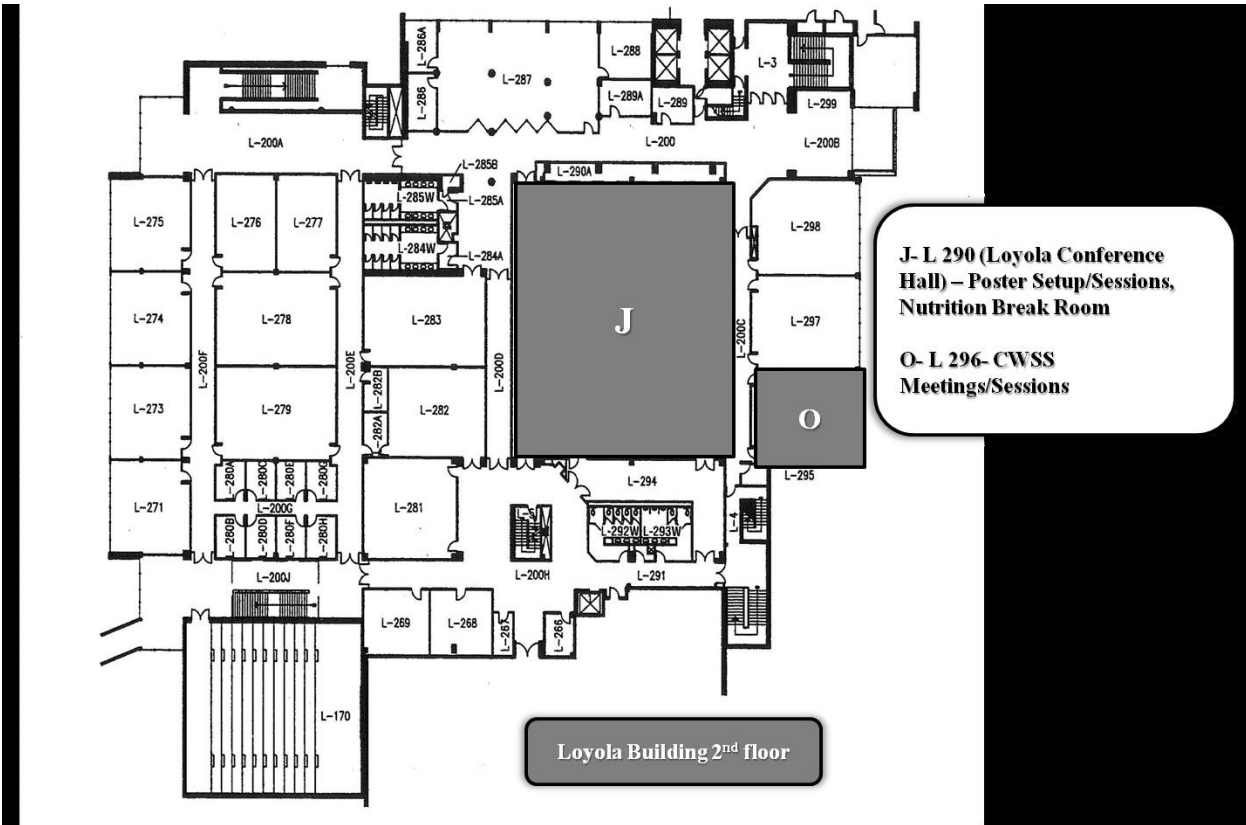 L-286A
L-288
L-3
L-287
L-286
L-289A
L-289
L-299
L-200A
L-200
L-200B
L-285B
L-290A
L-285W
L-285A
L-275
L-276
L-277
L-284W
L-284A
L-298
J- L 290 (Loyola Conference
Hall) – Poster Setup/Sessions,
Nutrition Break Room
O- L 296- CWSS
Meetings/Sessions
L-274
L-278
L-283
J
L-297
L-200F
L-200E
L-200D
L-200C
L-273
L-279
L-282B
L-282A
L-282
O
L-280A
L-280C
L-280E
L-280G
L-294
L-295
L-271
L-200G
L-281
L-4
L-280B
L-280D
L-280F
L-280H
L-292W
L-293W
L-200J
L-200H
L-291
L-269
L-268
L-267
L-266
L-170
Loyola Building 2nd floor